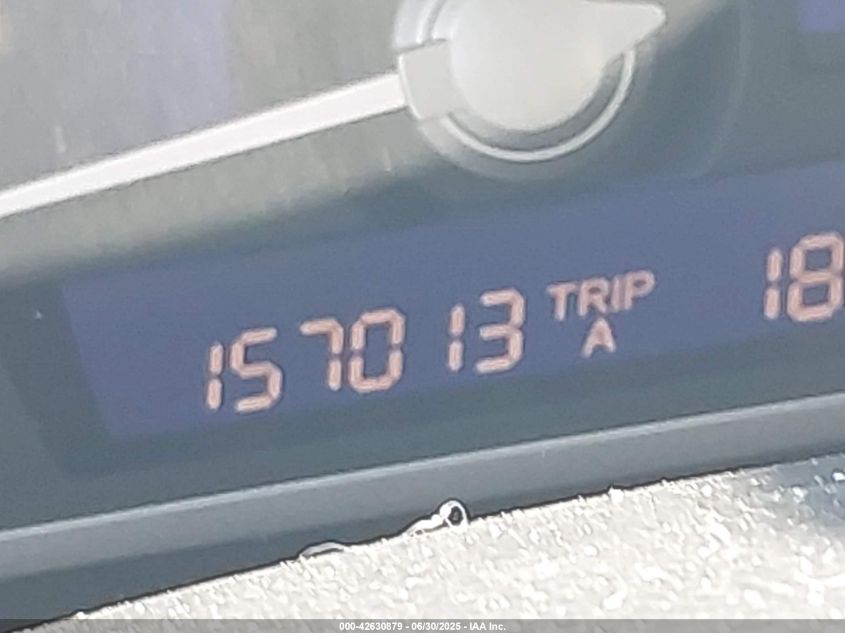 157013 TRIP A 18
000-42630879 - 06/30/2025 - IAA Inc.